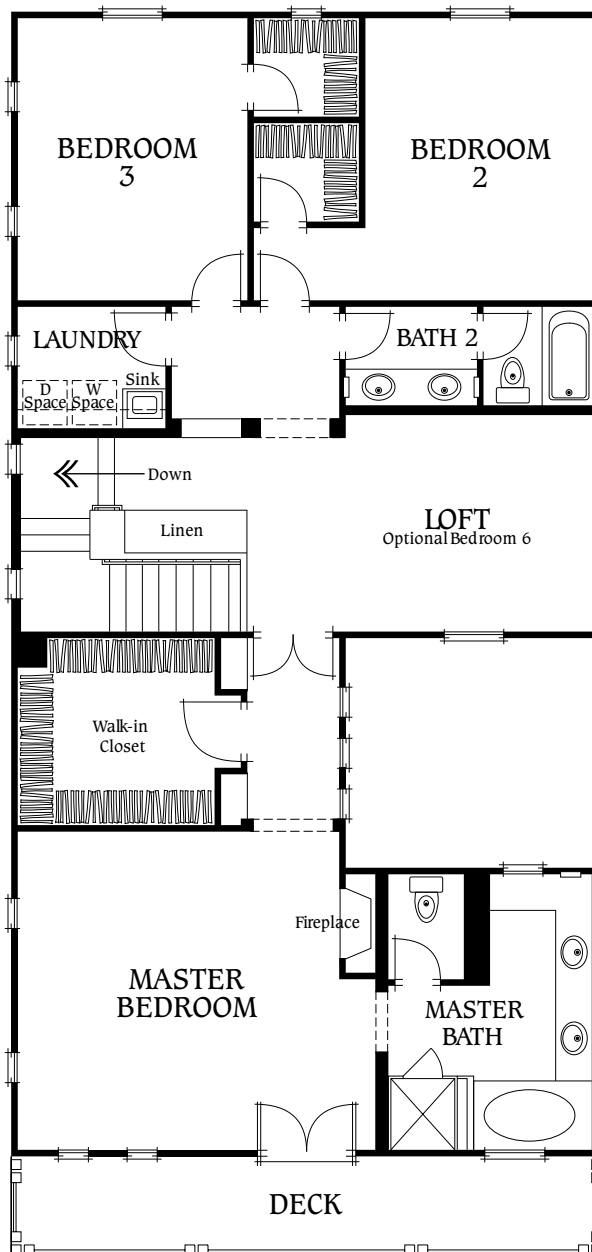 BEDROOM
3
BEDROOM
2
LAUNDRY
BATH 2
Sink
D
Space
W
Space
Down
Linen
LOFT
Optional Bedroom 6
Walk-in
Closet
Fireplace
MASTER
BEDROOM
MASTER
BATH
DECK